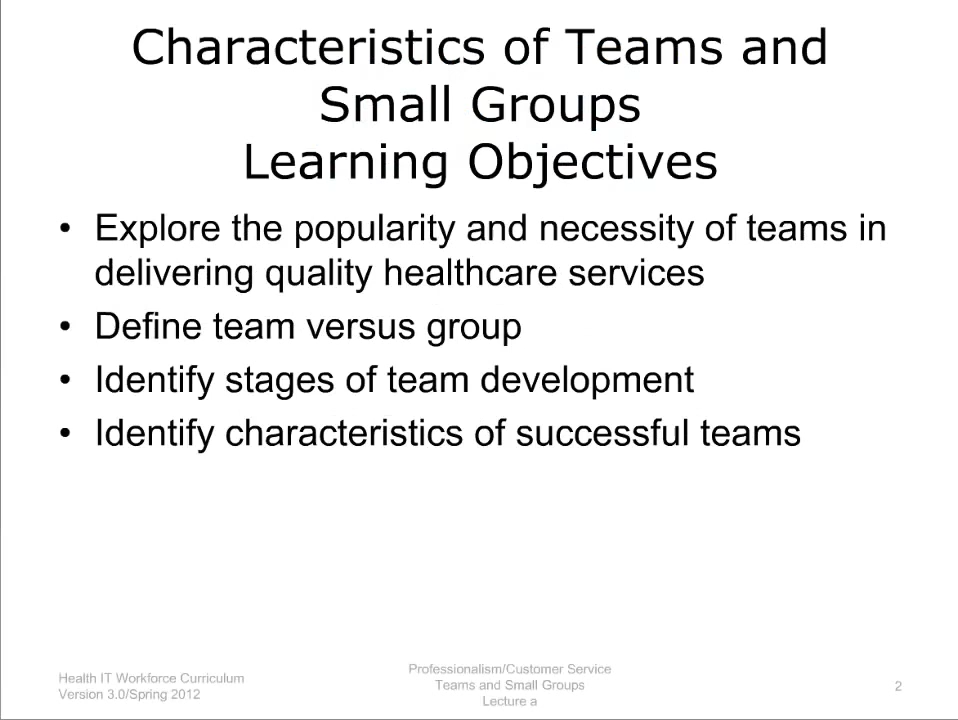 Characteristics of Teams and
Small Groups
Learning Objectives
• Explore the popularity and necessity of teams in
delivering quality healthcare services
• Define team versus group
• Identify stages of team development
• Identify characteristics of successful teams
Health IT Workforce Curriculum
Version 3.0/Spring 2012
Professionalism/Customer Service
Teams and Small Groups
Lecture a
2